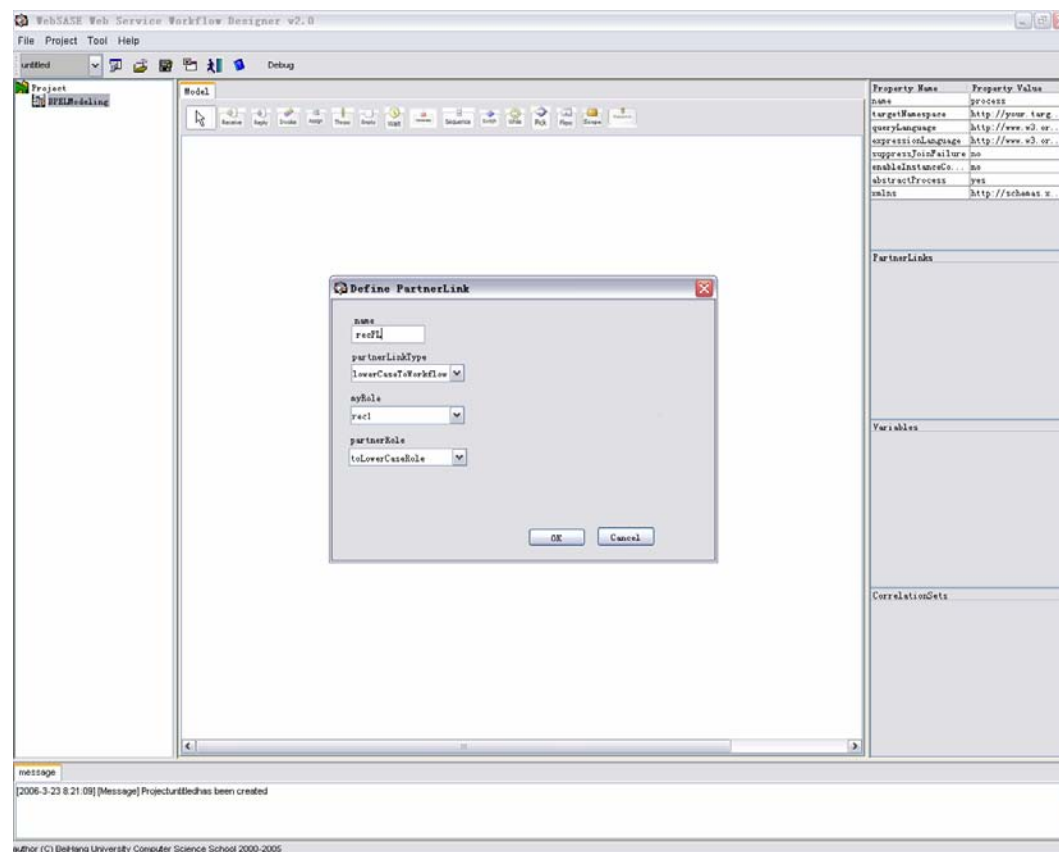 WebSASE Web Service Workflow Designer v2.0
File Project Tool Help
untitled Debug
Project
BPELModeling
Model
Receive Reply Invoke Assign Throw Empty Wait Sequence Switch While Pick Flow Scope
Property Name Property Value
name process
targetNamespace http://your.targ...
queryLanguage http://www.w3.or...
expressionLanguage http://www.w3.or...
suppressJoinFailure no
enableInstanceCo... no
abstractProcess yes
xmlns http://schemas.x...
PartnerLinks
Variables
CorrelationSets
Define PartnerLink
name
recPL
partnerLinkType
lowerCaseToWorkflow
myRole
rec1
partnerRole
toLowerCaseRole
OK Cancel
message
[2006-3-23 8:21:09] [Message] Projectuntitledhas been created
author (C) BeiHang University Computer Science School 2000-2005